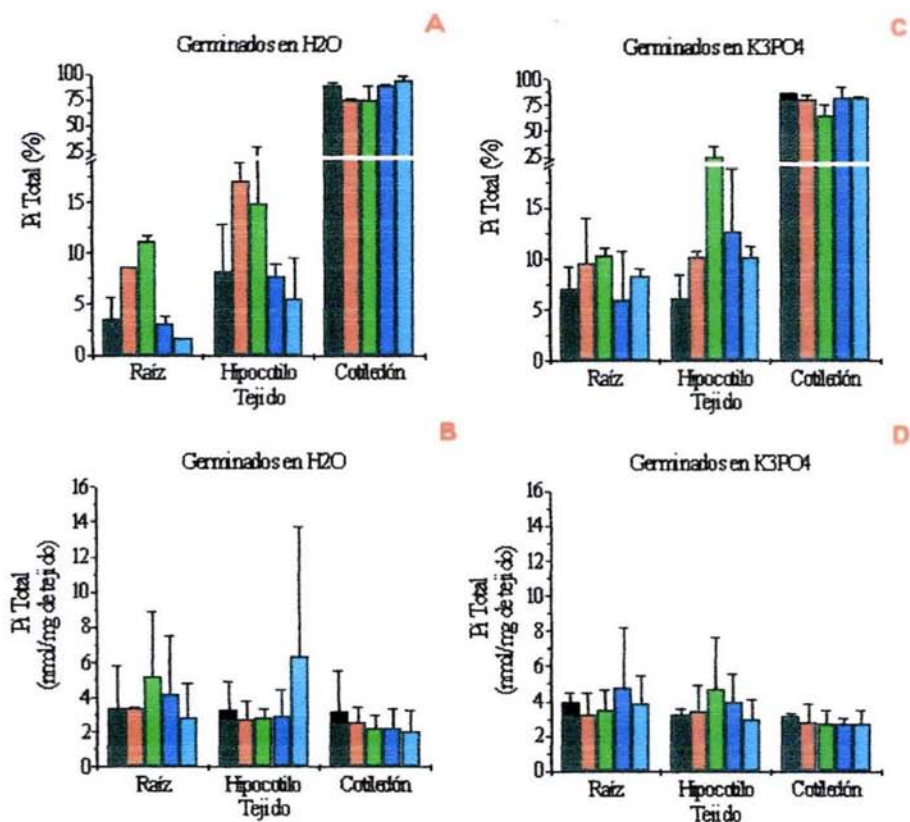 A
Germinados en H2O
Pi Total (%)
100
75
50
25
15
10
5
0
Raíz
Hipocotilo
Cotiledón
Tejido
C
Germinados en K3PO4
Pi Total (%)
100
75
50
25
15
10
5
0
Raíz
Hipocotilo
Cotiledón
Tejido
B
Germinados en H2O
Pi Total
(nmol/mg de tejido)
16
14
12
10
8
6
4
2
0
Raíz
Hipocotilo
Cotiledón
Tejido
D
Germinados en K3PO4
Pi Total
(nmol/mg de tejido)
16
14
12
10
8
6
4
2
0
Raíz
Hipocotilo
Cotiledón
Tejido